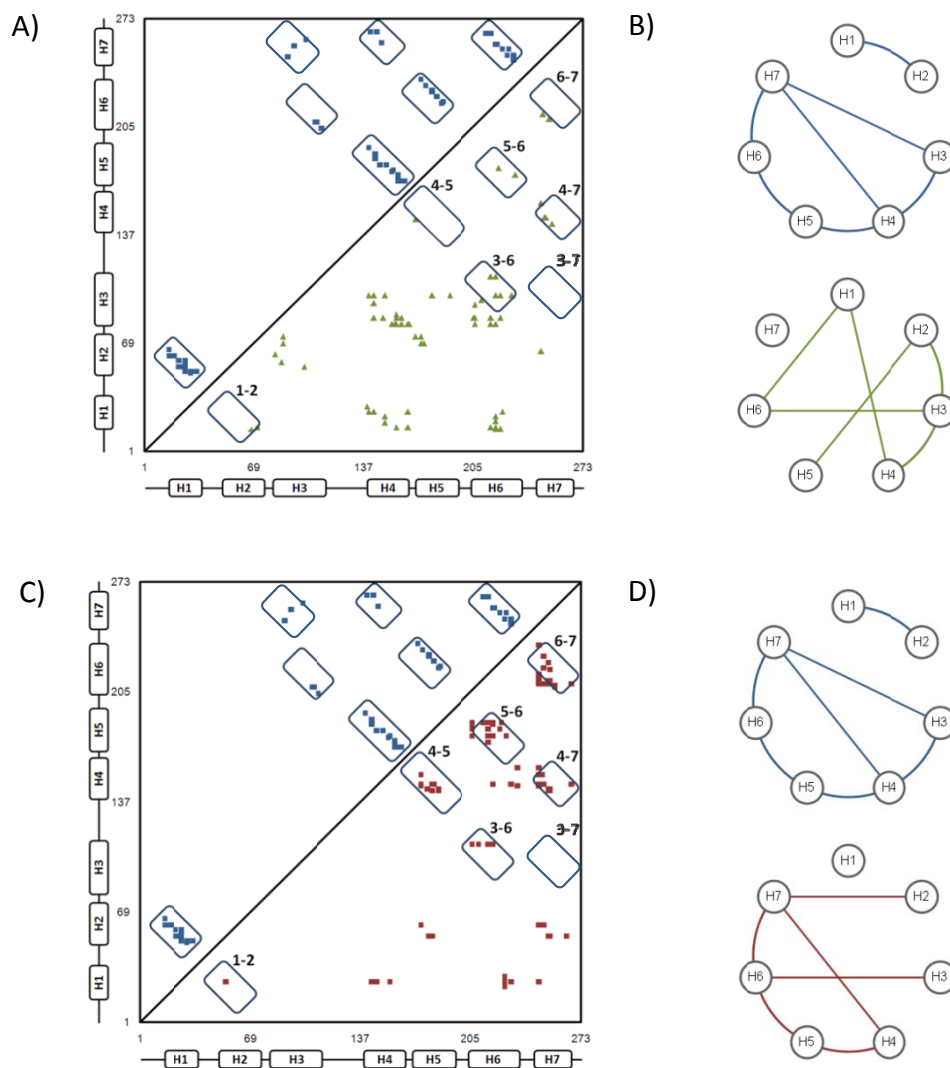 A)
273
H7
H6
205
H5
H4
137
H3
H2
69
H1
1
6-7
5-6
4-5
4-7
3-6
3-7
1-2
1 69 137 205 273
H1 H2 H3 H4 H5 H6 H7
B)
H1
H2
H7
H3
H6
H5
H4
H1
H7
H2
H6
H3
H5
H4
C)
273
H7
H6
205
H5
H4
137
H3
H2
69
H1
1
6-7
5-6
4-5
4-7
3-6
3-7
1-2
1 69 137 205 273
H1 H2 H3 H4 H5 H6 H7
D)
H1
H2
H7
H3
H6
H5
H4
H1
H7
H2
H6
H3
H5
H4